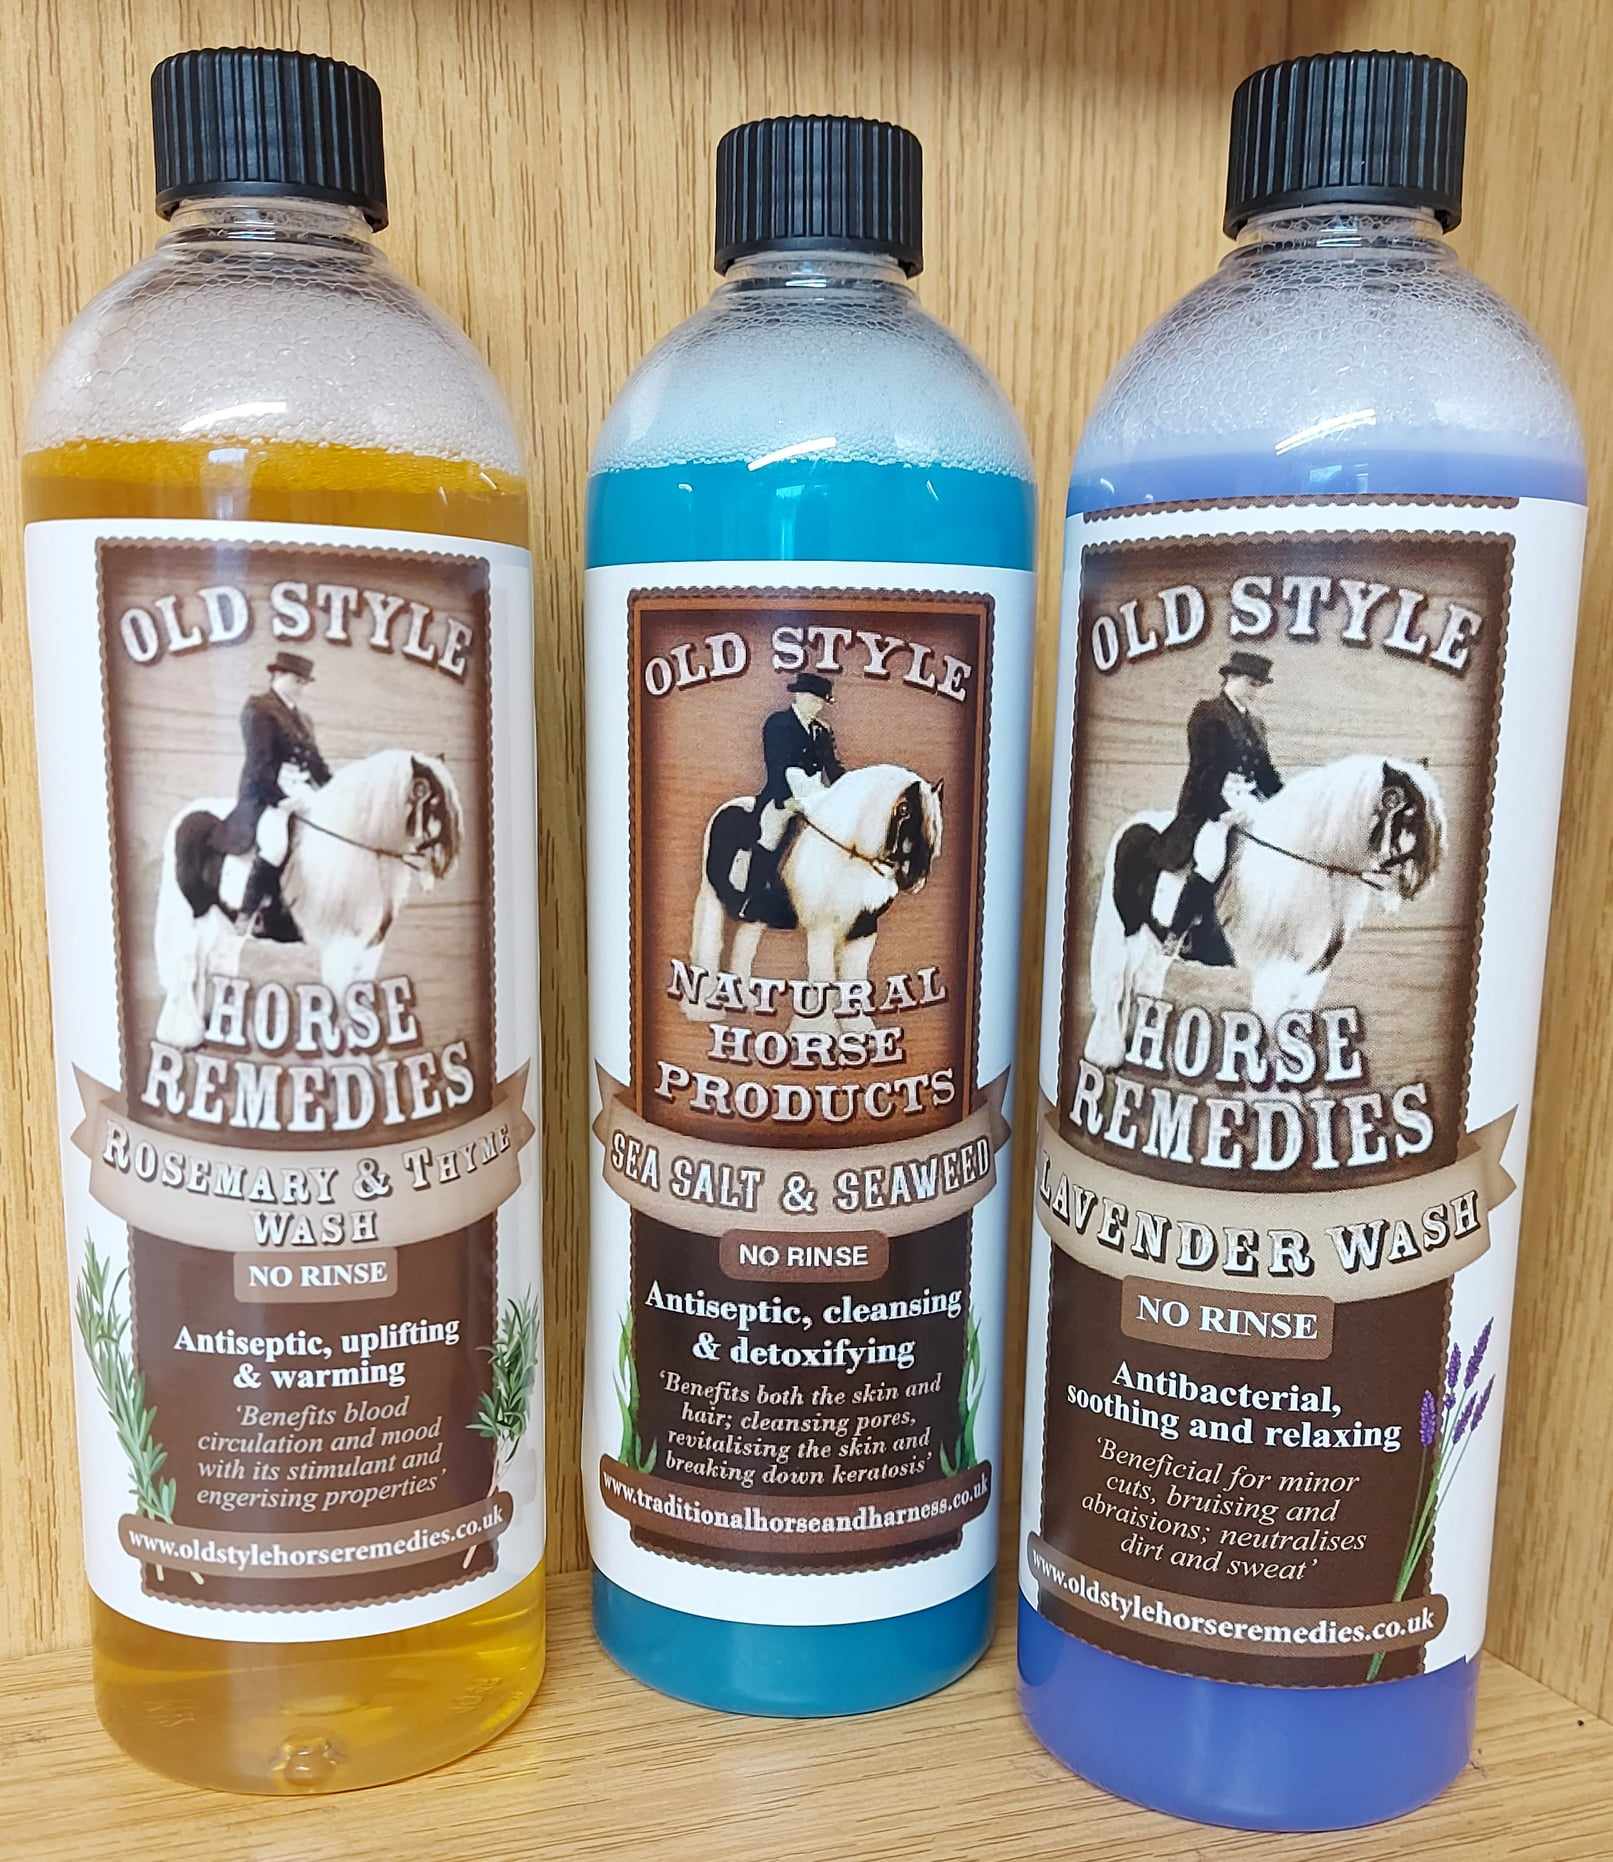 OLD STYLE
HORSE
REMEDIES
ROSEMARY & THYME
WASH
NO RINSE
Antiseptic, uplifting
& warming
'Benefits blood
circulation and mood
with its stimulant and
engerising properties'
www.oldstylehorseremedies.co.uk
OLD STYLE
NATURAL
HORSE
PRODUCTS
SEA SALT & SEAWEED
NO RINSE
Antiseptic, cleansing
& detoxifying
'Benefits both the skin and
hair; cleansing pores,
revitalising the skin and
breaking down keratosis'
www.traditionalhorseandharness.co.uk
OLD STYLE
HORSE
REMEDIES
LAVENDER WASH
NO RINSE
Antibacterial,
soothing and relaxing
'Beneficial for minor
cuts, bruising and
abraisions; neutralises
dirt and sweat'
www.oldstylehorseremedies.co.uk